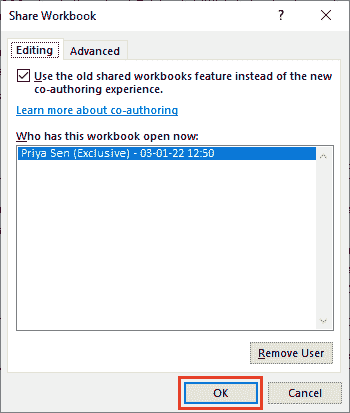 Share Workbook
?
Editing
Advanced
Use the old shared workbooks feature instead of the new
co-authoring experience.
Learn more about co-authoring
Who has this workbook open now:
Priya Sen (Exclusive) - 03-01-22 12:50
Remove User
OK
Cancel